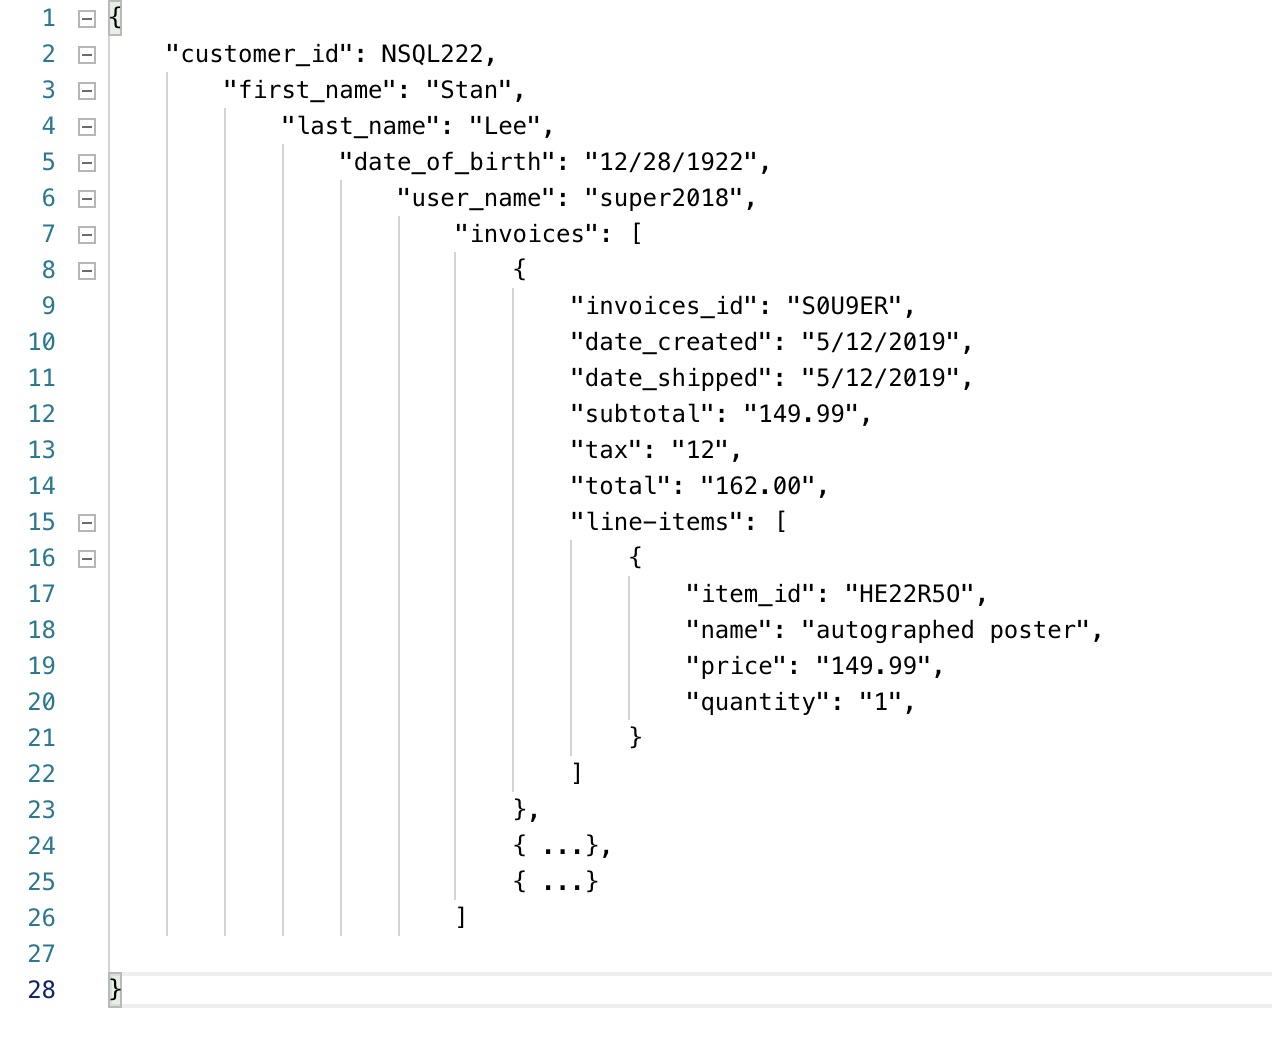 1 {
2 "customer_id": NSQL222,
3 "first_name": "Stan",
4 "last_name": "Lee",
5 "date_of_birth": "12/28/1922",
6 "user_name": "super2018",
7 "invoices": [
8 {
9 "invoices_id": "S0U9ER",
10 "date_created": "5/12/2019",
11 "date_shipped": "5/12/2019",
12 "subtotal": "149.99",
13 "tax": "12",
14 "total": "162.00",
15 "line-items": [
16 {
17 "item_id": "HE22R5O",
18 "name": "autographed poster",
19 "price": "149.99",
20 "quantity": "1",
21 }
22 ]
23 },
24 { ...},
25 { ...}
26 ]
27
28 }